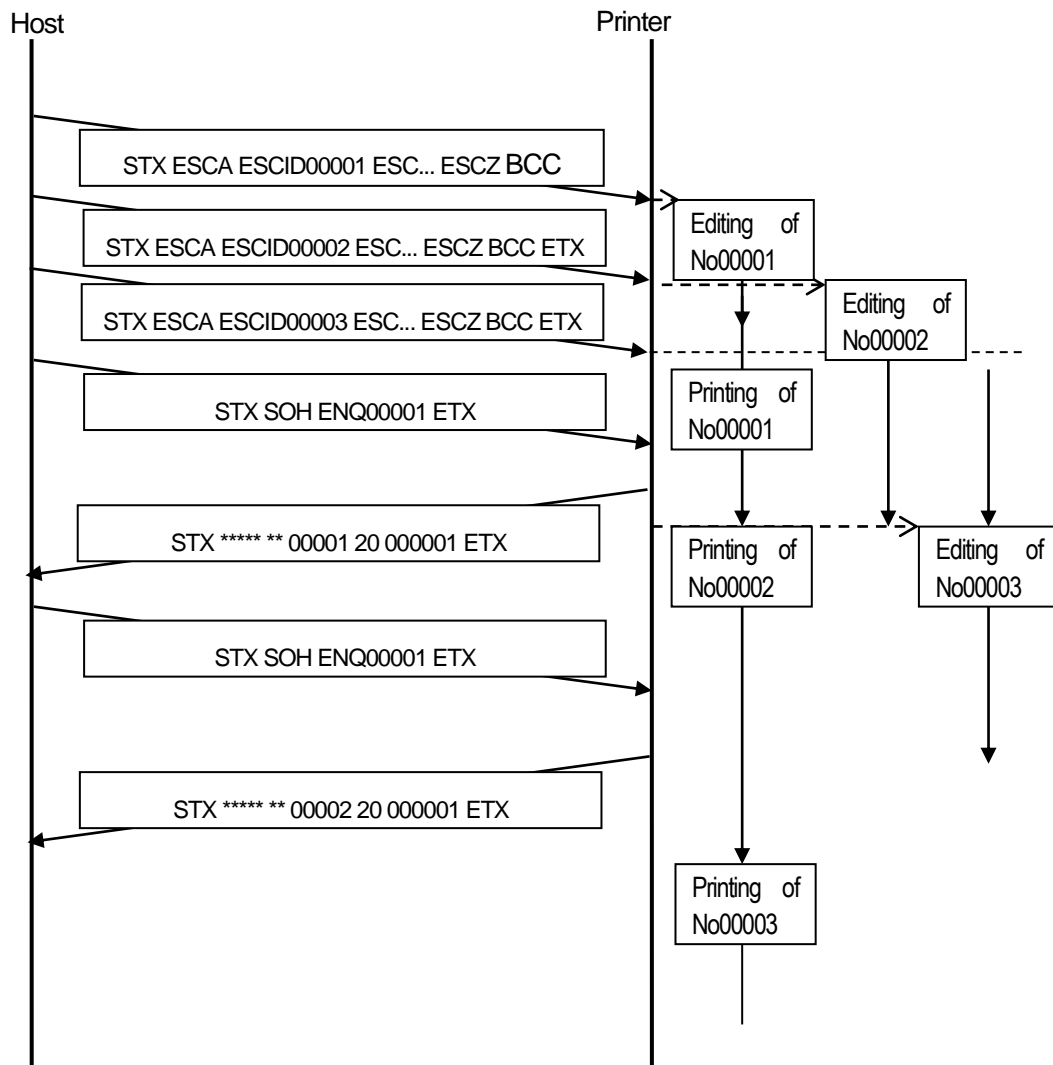 Host
Printer
STX ESCA ESCID00001 ESC... ESCZ BCC
Editing of
No00001
STX ESCA ESCID00002 ESC... ESCZ BCC ETX
Editing of
No00002
STX ESCA ESCID00003 ESC... ESCZ BCC ETX
Printing of
No00001
STX SOH ENQ00001 ETX
STX ***** ** 00001 20 000001 ETX
Printing of
No00002
Editing of
No00003
STX SOH ENQ00001 ETX
STX ***** ** 00002 20 000001 ETX
Printing of
No00003